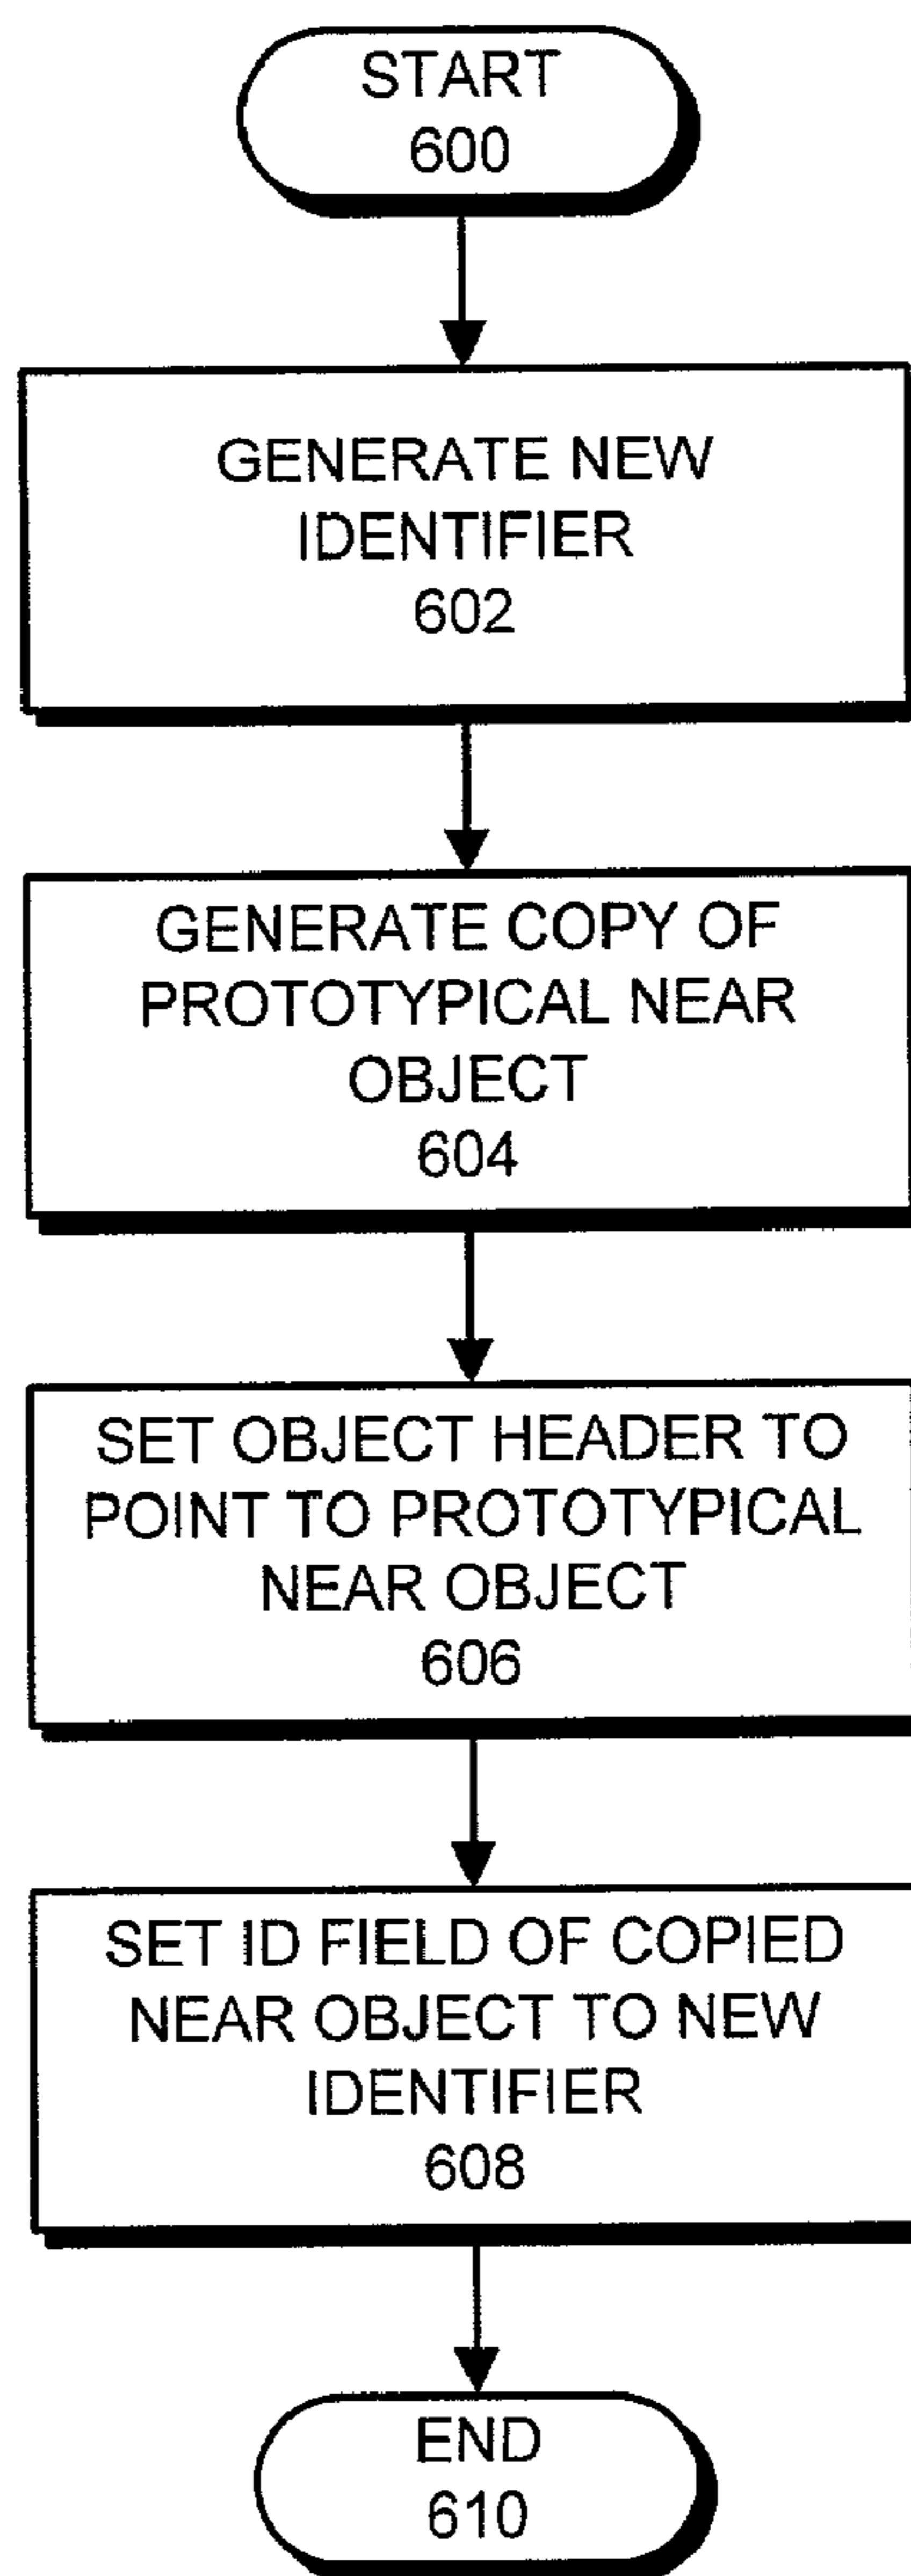 START
600
GENERATE NEW
IDENTIFIER
602
GENERATE COPY OF
PROTOTYPICAL NEAR
OBJECT
604
SET OBJECT HEADER TO
POINT TO PROTOTYPICAL
NEAR OBJECT
606
SET ID FIELD OF COPIED
NEAR OBJECT TO NEW
IDENTIFIER
608
END
610